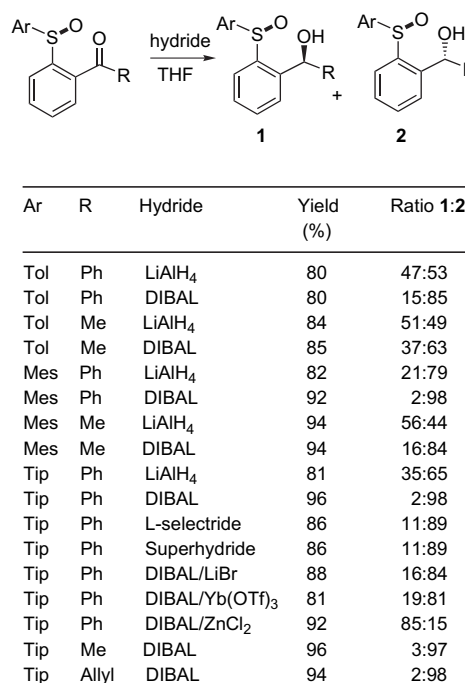 Ar S O O R hydride THF Ar S O OH R + Ar S O OH
1 2
Ar R Hydride Yield (%) Ratio 1:2
Tol Ph LiAlH4 80 47:53
Tol Ph DIBAL 80 15:85
Tol Me LiAlH4 84 51:49
Tol Me DIBAL 85 37:63
Mes Ph LiAlH4 82 21:79
Mes Ph DIBAL 92 2:98
Mes Me LiAlH4 94 56:44
Mes Me DIBAL 94 16:84
Tip Ph LiAlH4 81 35:65
Tip Ph DIBAL 96 2:98
Tip Ph L-selectride 86 11:89
Tip Ph Superhydride 86 11:89
Tip Ph DIBAL/LiBr 88 16:84
Tip Ph DIBAL/Yb(OTf)3 81 19:81
Tip Ph DIBAL/ZnCl2 92 85:15
Tip Me DIBAL 96 3:97
Tip Allyl DIBAL 94 2:98